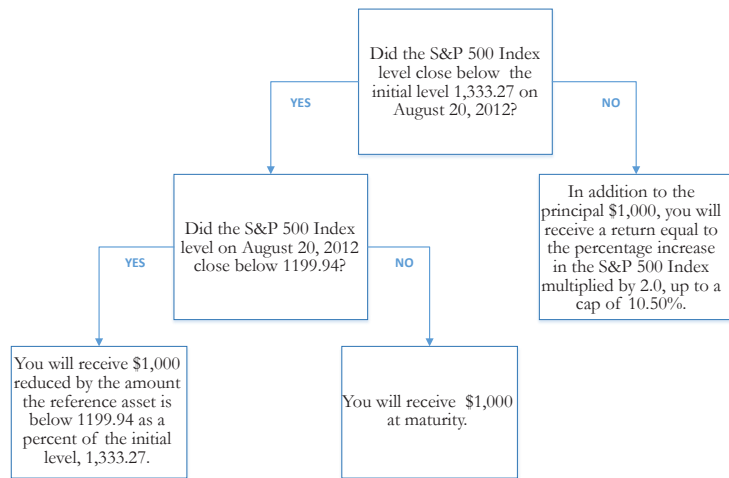 Did the S&P 500 Index
level close below the
initial level 1,333.27 on
August 20, 2012?
YES
NO
Did the S&P 500 Index
level on August 20, 2012
close below 1199.94?
In addition to the
principal $1,000, you will
receive a return equal to
the percentage increase
in the S&P 500 Index
multiplied by 2.0, up to a
cap of 10.50%.
YES
NO
You will receive $1,000
reduced by the amount
the reference asset is
below 1199.94 as a
percent of the initial
level, 1,333.27.
You will receive $1,000
at maturity.